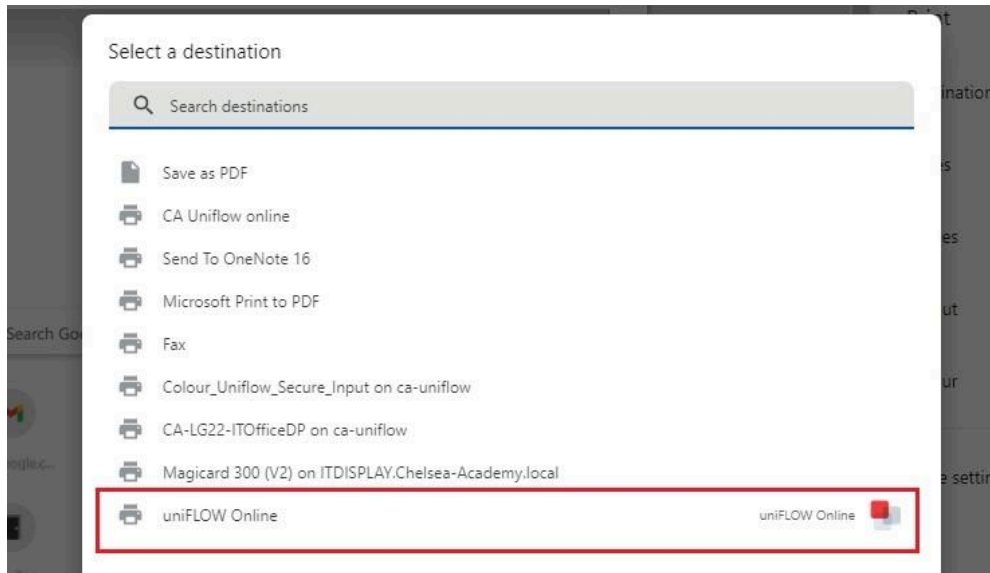 Select a destination
Search destinations
Save as PDF
CA Uniflow online
Send To OneNote 16
Microsoft Print to PDF
Fax
Colour_Uniflow_Secure_Input on ca-uniflow
CA-LG22-ITOfficeDP on ca-uniflow
Magicard 300 (V2) on ITDISPLAY.Chelsea-Academy.local
uniFLOW Online uniFLOW Online
Search Goo